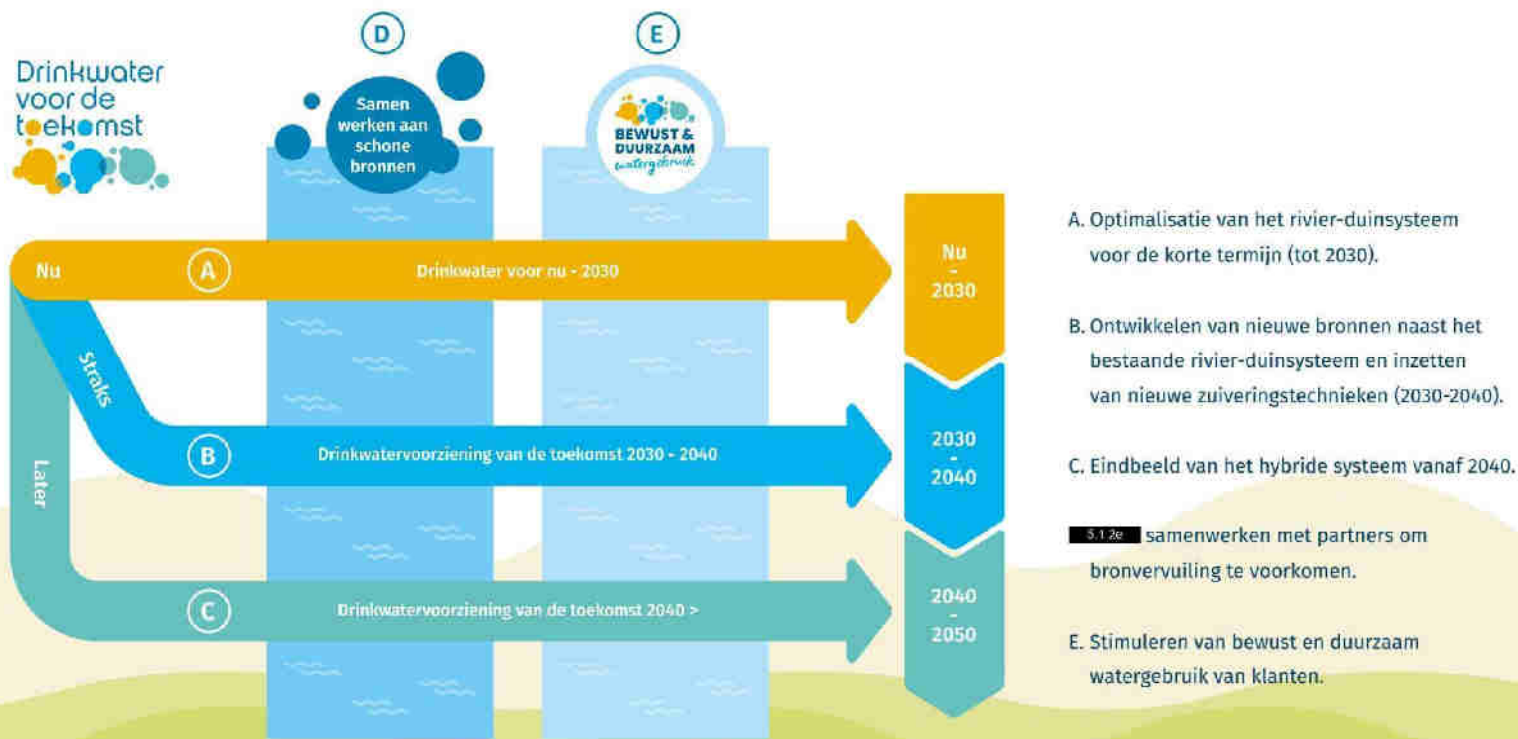 Drinkwater
voor de
toekomst
D
Samen
werken aan
schone
bronnen
E
BEWUST &
DUURZAAM
watergebruik
Nu
A
Drinkwater voor nu - 2030
Straks
B
Drinkwatervoorziening van de toekomst 2030 - 2040
Later
C
Drinkwatervoorziening van de toekomst 2040 >
Nu
-
2030
2030
-
2040
2040
-
2050
A. Optimalisatie van het rivier-duinsysteem
voor de korte termijn (tot 2030).
B. Ontwikkelen van nieuwe bronnen naast het
bestaande rivier-duinsysteem en inzetten
van nieuwe zuiveringstechnieken (2030-2040).
C. Eindbeeld van het hybride systeem vanaf 2040.
5.1.2e samenwerken met partners om
bronvervuiling te voorkomen.
E. Stimuleren van bewust en duurzaam
watergebruik van klanten.